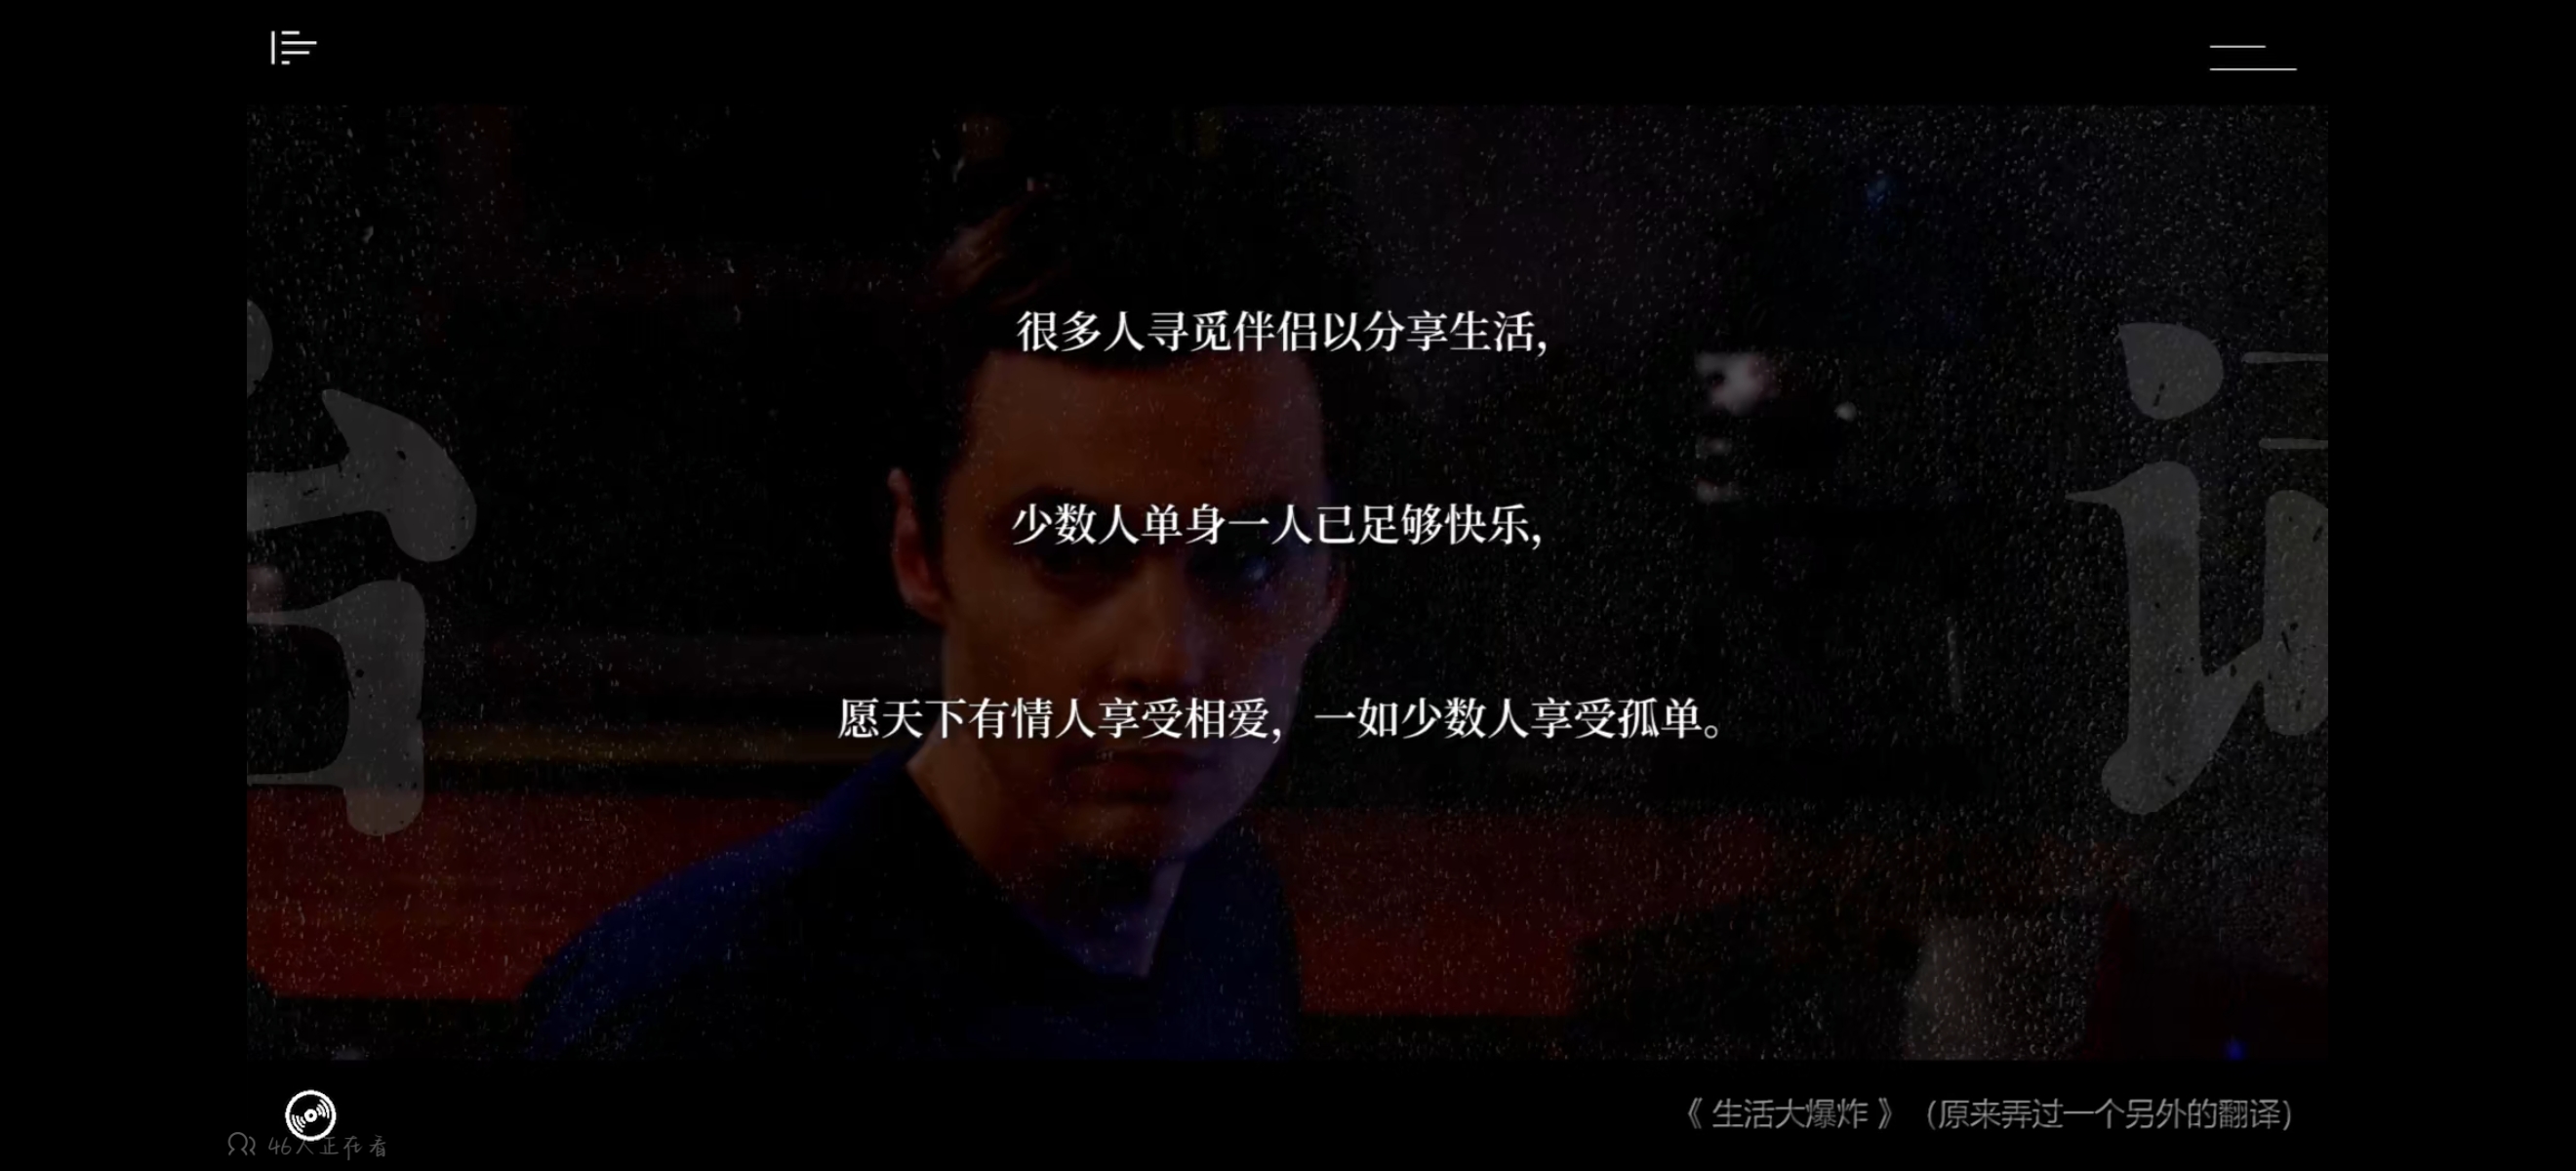 很多人寻觅伴侣以分享生活,
少数人单身一人已足够快乐,
愿天下有情人享受相爱, 一如少数人享受孤单。
《 生活大爆炸 》（原来弄过一个另外的翻译)
46人正在看